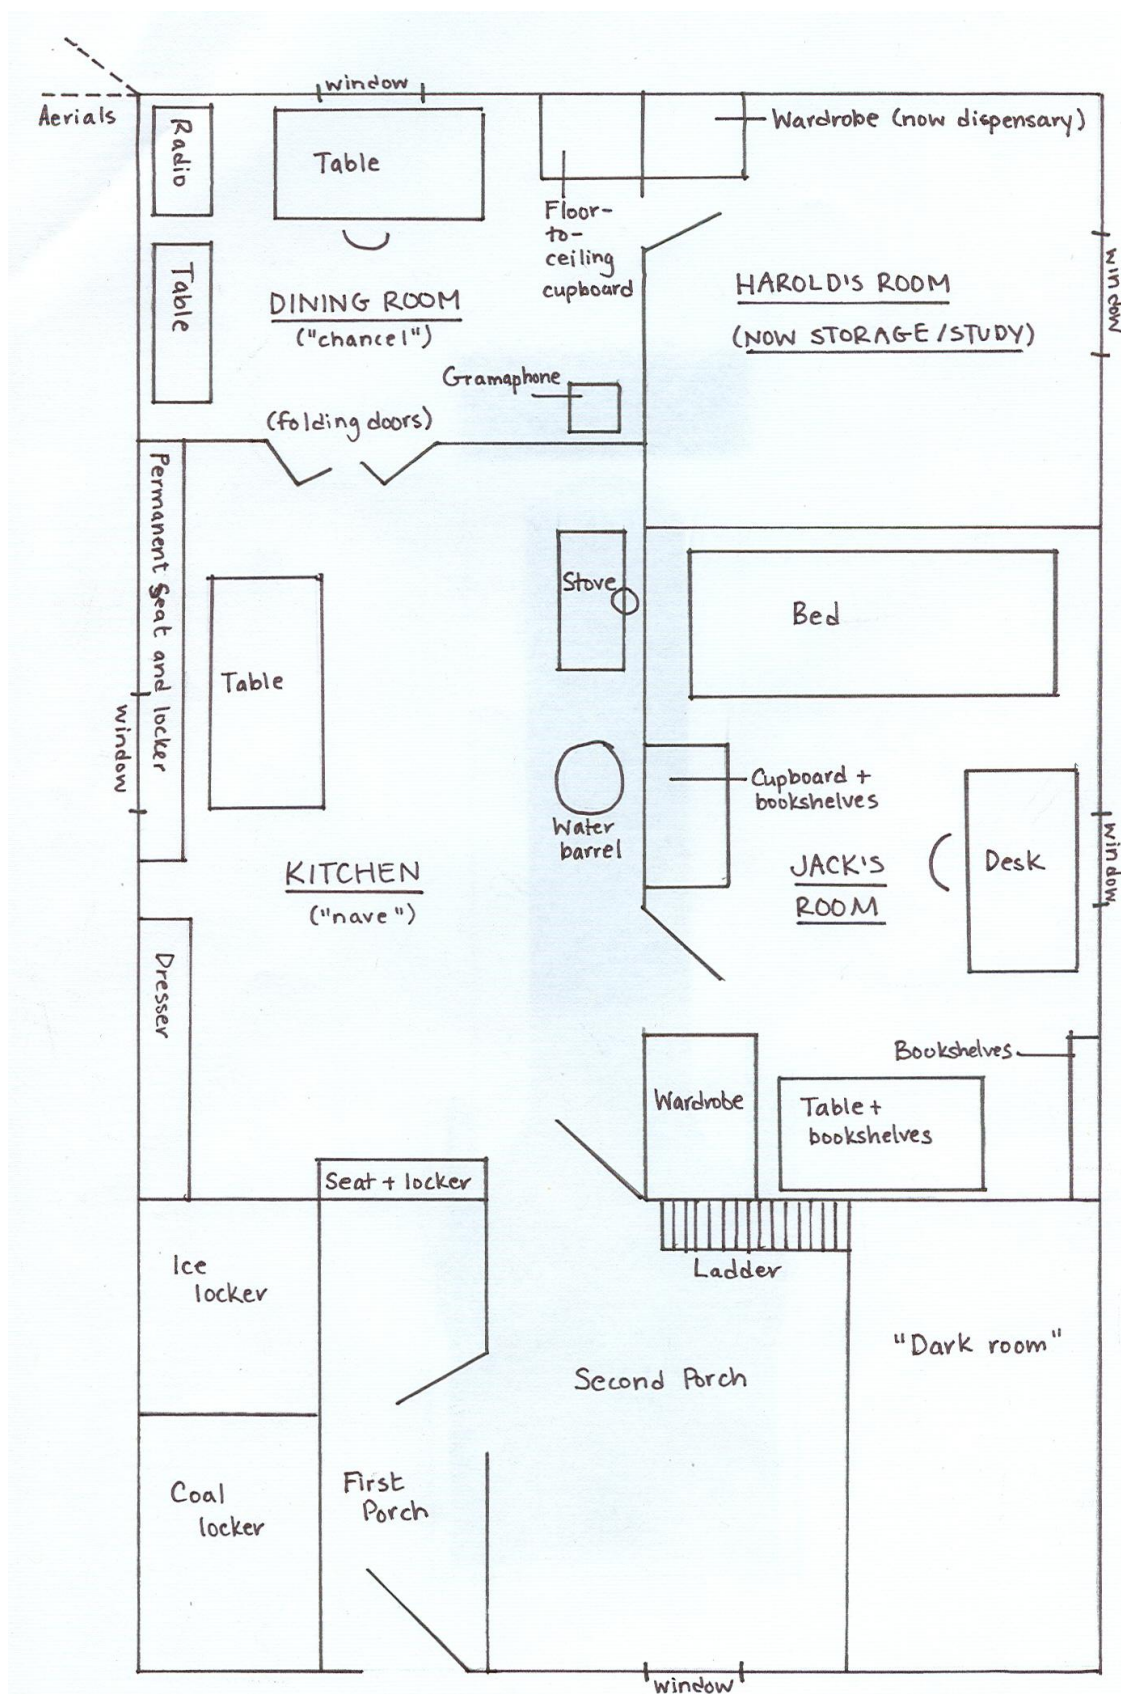 window
Aerials
Radio
Table
Wardrobe (now dispensary)
Table
Floor-
to-
ceiling
cupboard
DINING ROOM
("chancel")
HAROLD'S ROOM
(NOW STORAGE/STUDY)
window
Gramaphone
(folding doors)
Permanent seat and locker
Stove
Bed
Table
window
Cupboard +
bookshelves
Water
barrel
KITCHEN
("nave")
JACK'S
ROOM
Desk
window
Dresser
Bookshelves
Wardrobe
Table +
bookshelves
Seat + locker
Ice
locker
Ladder
"Dark room"
Second Porch
Coal
locker
First
Porch
window